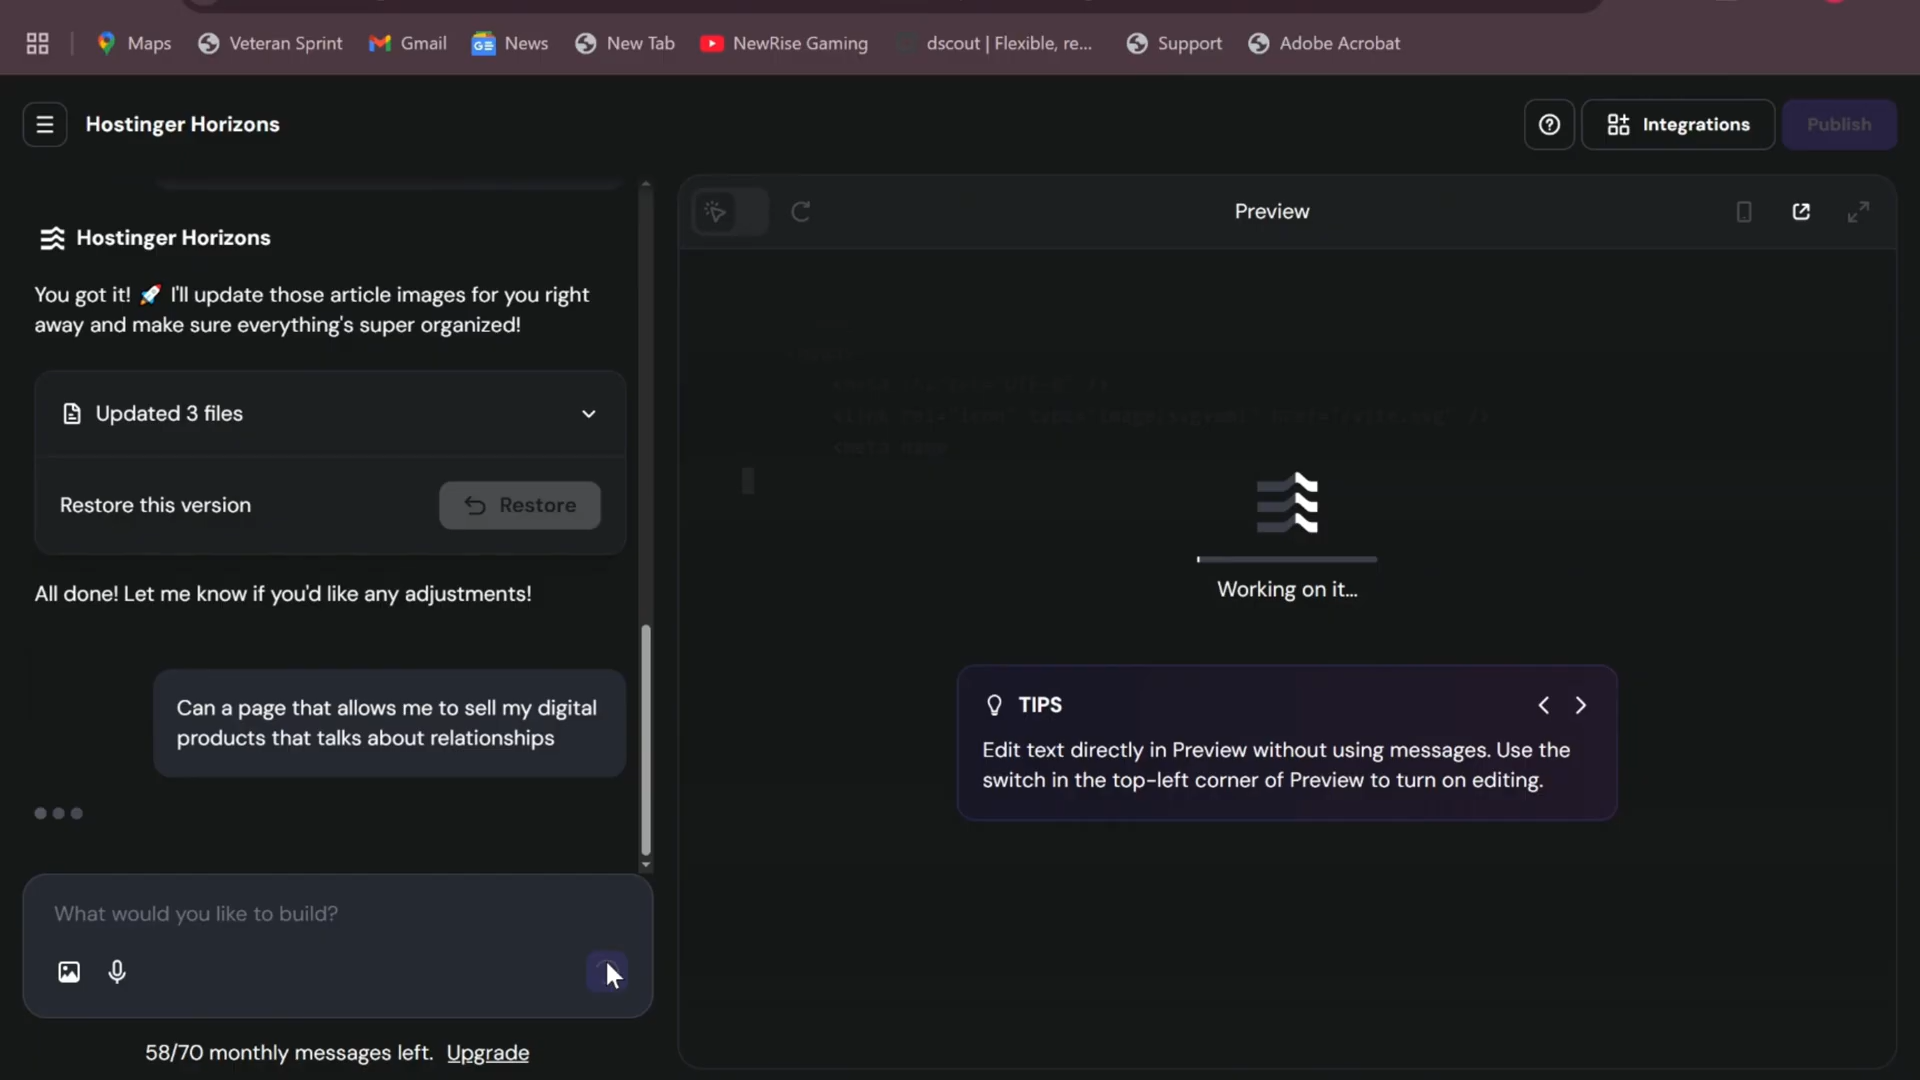 Maps
Veteran Sprint
Gmail
News
New Tab
NewRise Gaming
dscout | Flexible, re...
Support
Adobe Acrobat
Hostinger Horizons
Integrations
Publish
Hostinger Horizons
You got it! 🚀 I'll update those article images for you right
away and make sure everything's super organized!
Updated 3 files
Restore this version
Restore
All done! Let me know if you'd like any adjustments!
Can a page that allows me to sell my digital
products that talks about relationships
What would you like to build?
58/70 monthly messages left. Upgrade
Preview
Working on it...
TIPS
Edit text directly in Preview without using messages. Use the
switch in the top-left corner of Preview to turn on editing.